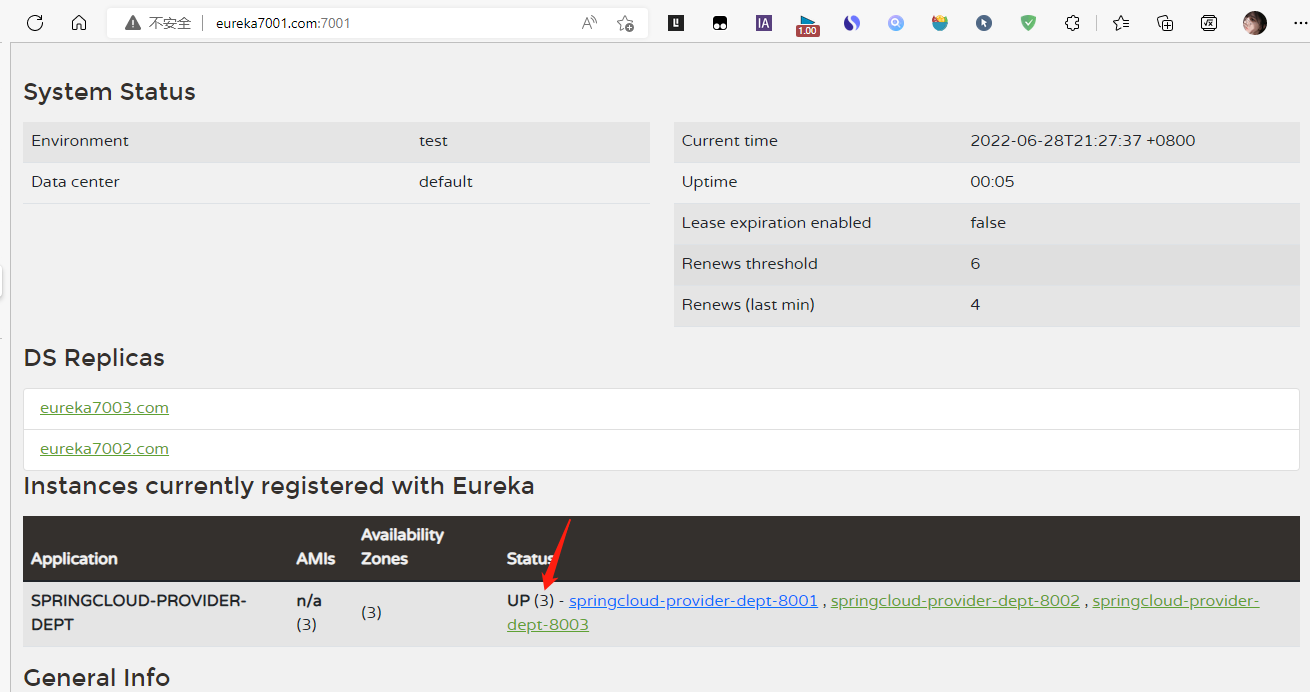 不安全 eureka7001.com:7001
1.00
System Status
Environment test
Data center default
Current time 2022-06-28T21:27:37 +0800
Uptime 00:05
Lease expiration enabled false
Renews threshold 6
Renews (last min) 4
DS Replicas
eureka7003.com
eureka7002.com
Instances currently registered with Eureka
Application AMIs Availability Zones Status
SPRINGCLOUD-PROVIDER-DEPT n/a (3) (3) UP (3) - springcloud-provider-dept-8001 , springcloud-provider-dept-8002 , springcloud-provider-dept-8003
General Info